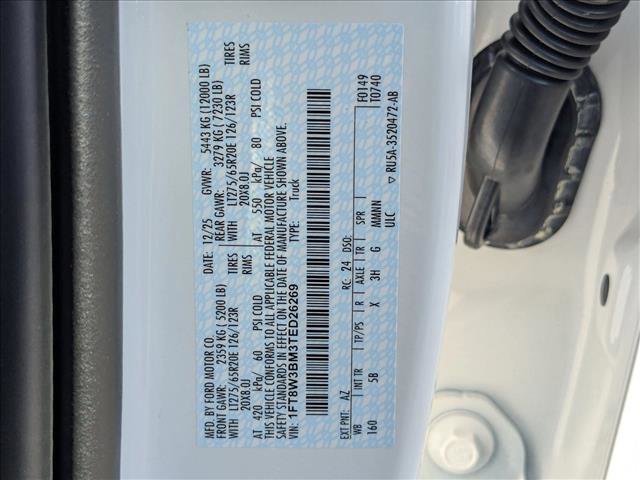 MFD. BY FORD MOTOR CO. DATE: 12/25 GVWR: 5443 KG (12000 LB)
FRONT GAWR: 2359 KG ( 5200 LB) REAR GAWR: 3279 KG ( 7230 LB)
WITH LT275/65R20E 126/123R TIRES WITH LT275/65R20E 126/123R TIRES
20X8.0J RIMS 20X8.0J RIMS
AT 420 kPa/ 60 PSI COLD AT 550 kPa/ 80 PSI COLD
THIS VEHICLE CONFORMS TO ALL APPLICABLE FEDERAL MOTOR VEHICLE
SAFETY STANDARDS IN EFFECT ON THE DATE OF MANUFACTURE SHOWN ABOVE.
VIN: 1FT8W3BM3TED26269 TYPE: Truck
F0149
T0740
EXT PNT: AZ RC: 24 DSO:
WB INT TR TP/PS R AXLE TR SPR
160 5B X 3H G MMNNN
ULC
▽ RU5A-3520472-AB